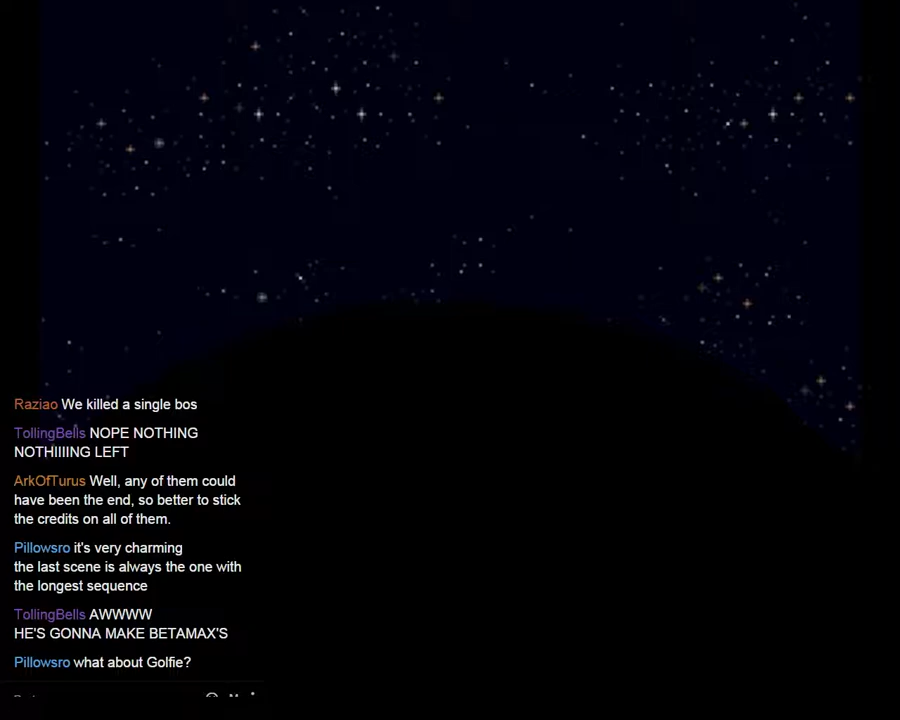 Raziao We killed a single bos
TollingBells NOPE NOTHING
NOTHIIIING LEFT
ArkOfTurus Well, any of them could
have been the end, so better to stick
the credits on all of them.
Pillowsro it's very charming
the last scene is always the one with
the longest sequence
TollingBells AWWWW
HE'S GONNA MAKE BETAMAX'S
Pillowsro what about Golfie?